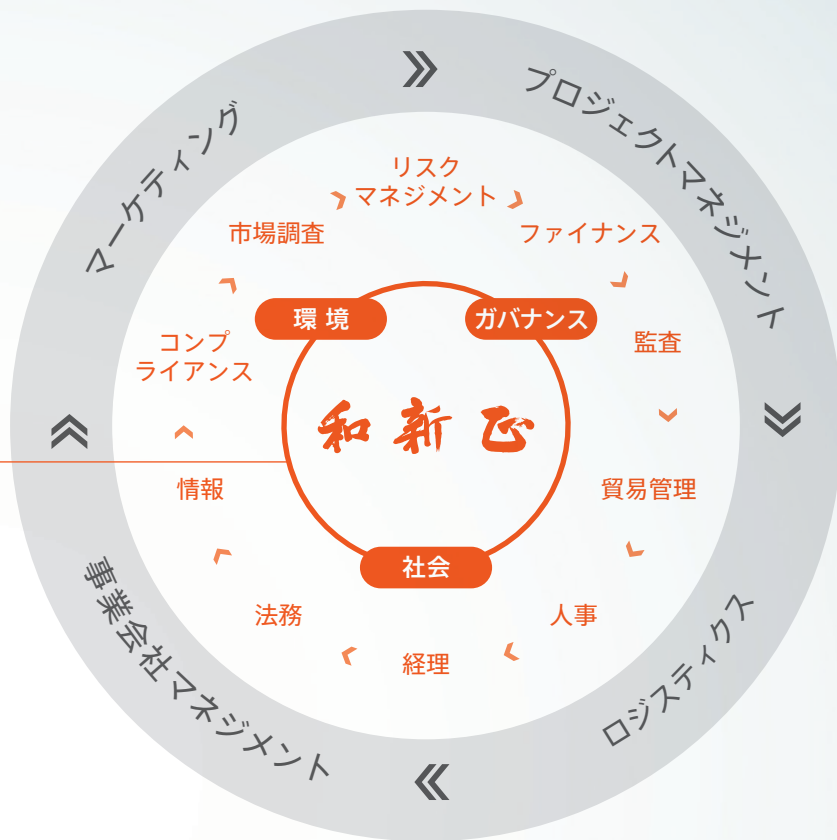 マーケティング
プロジェクトマネジメント
ロジスティクス
事業会社マネジメント
リスク
マネジメント
ファイナンス
監査
貿易管理
人事
経理
法務
情報
コンプ
ライアンス
市場調査
環境
ガバナンス
和新正
社会